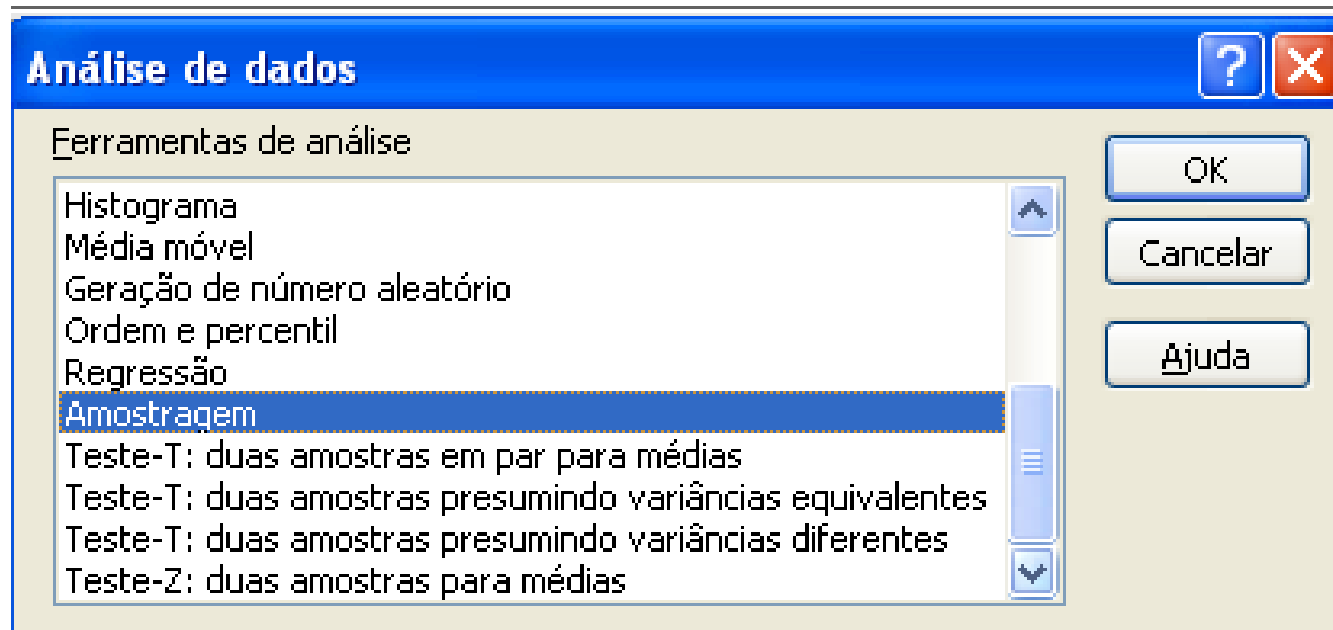 Análise de dados
Ferramentas de análise
Histograma
Média móvel
Geração de número aleatório
Ordem e percentil
Regressão
Amostragem
Teste-T: duas amostras em par para médias
Teste-T: duas amostras presumindo variâncias equivalentes
Teste-T: duas amostras presumindo variâncias diferentes
Teste-Z: duas amostras para médias
OK
Cancelar
Ajuda